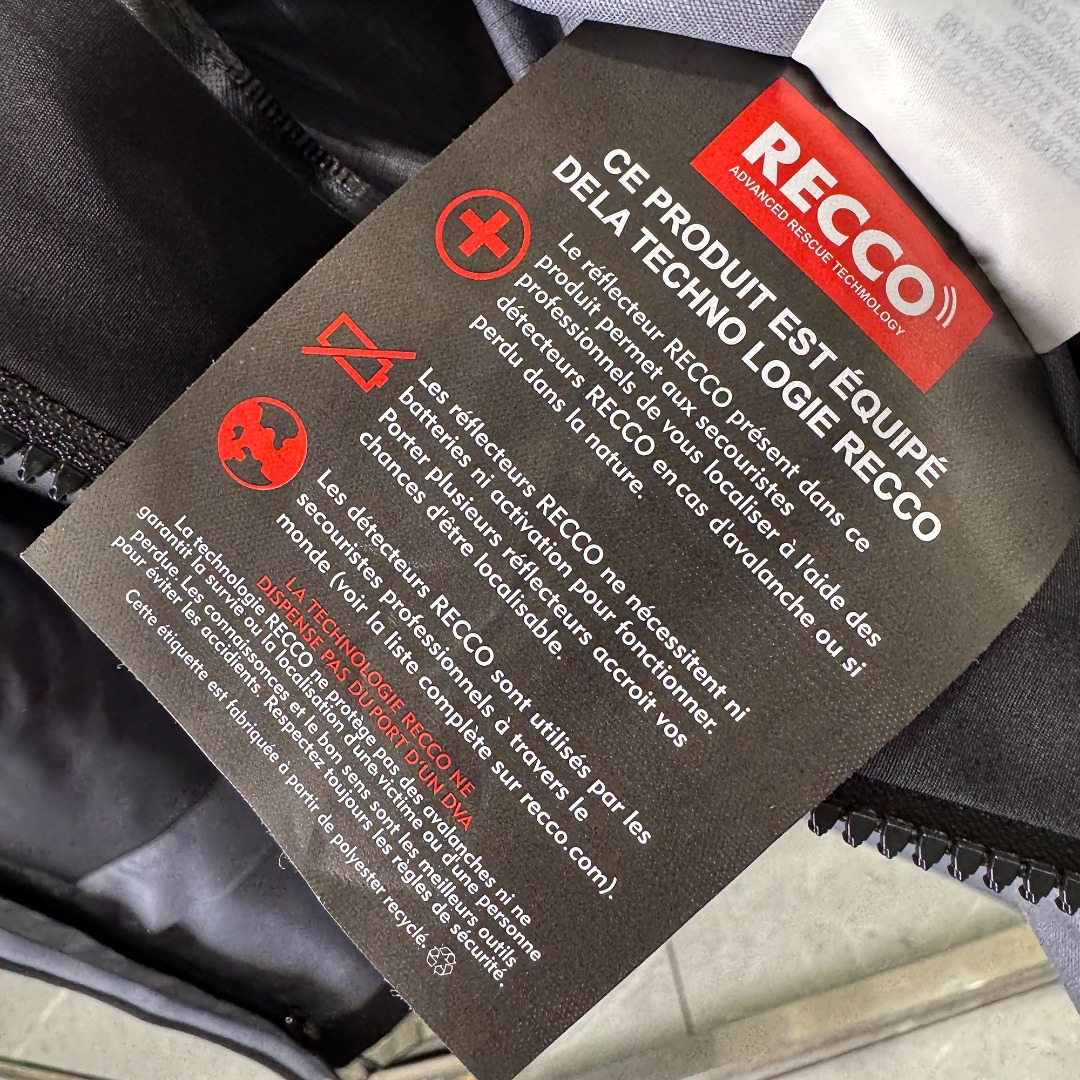 RECCO
ADVANCED RESCUE TECHMOLOGY
CE PRODUIT EST ÉQUIPÉ
DELA TECHNO LOGIE RECCO
Le réflecteur RECCO présent dans ce
produit permet aux secouristes
professionnels de vous localiser à l'aide des
détecteurs RECCO en cas d'avalanche ou si
perdu dans la nature.
Les réflecteurs RECCO ne nécessitent ni
batteries ni activation pour fonctionner.
Porter plusieurs réflecteurs accroit vos
chances d'être localisable.
Les détecteurs RECCO sont utilisés par les
secouristes professionnels à travers le
monde (voir la liste complète sur recco.com).
LA TECHNOLOGIE RECCO NE
DISPENSE PAS DU PORT D'UN DVA
La technologie RECCO ne protège pas des avalanches ni ne
garantit la survie ou la localisation d'une victime ou d'une personne
perdue. Les connaissances et le bon sens sont les meilleurs outils
pour éviter les accidients. Respectez toujours les règles de sécurité.
Cette étiquette est fabriquée à partir de polyester recyclé.